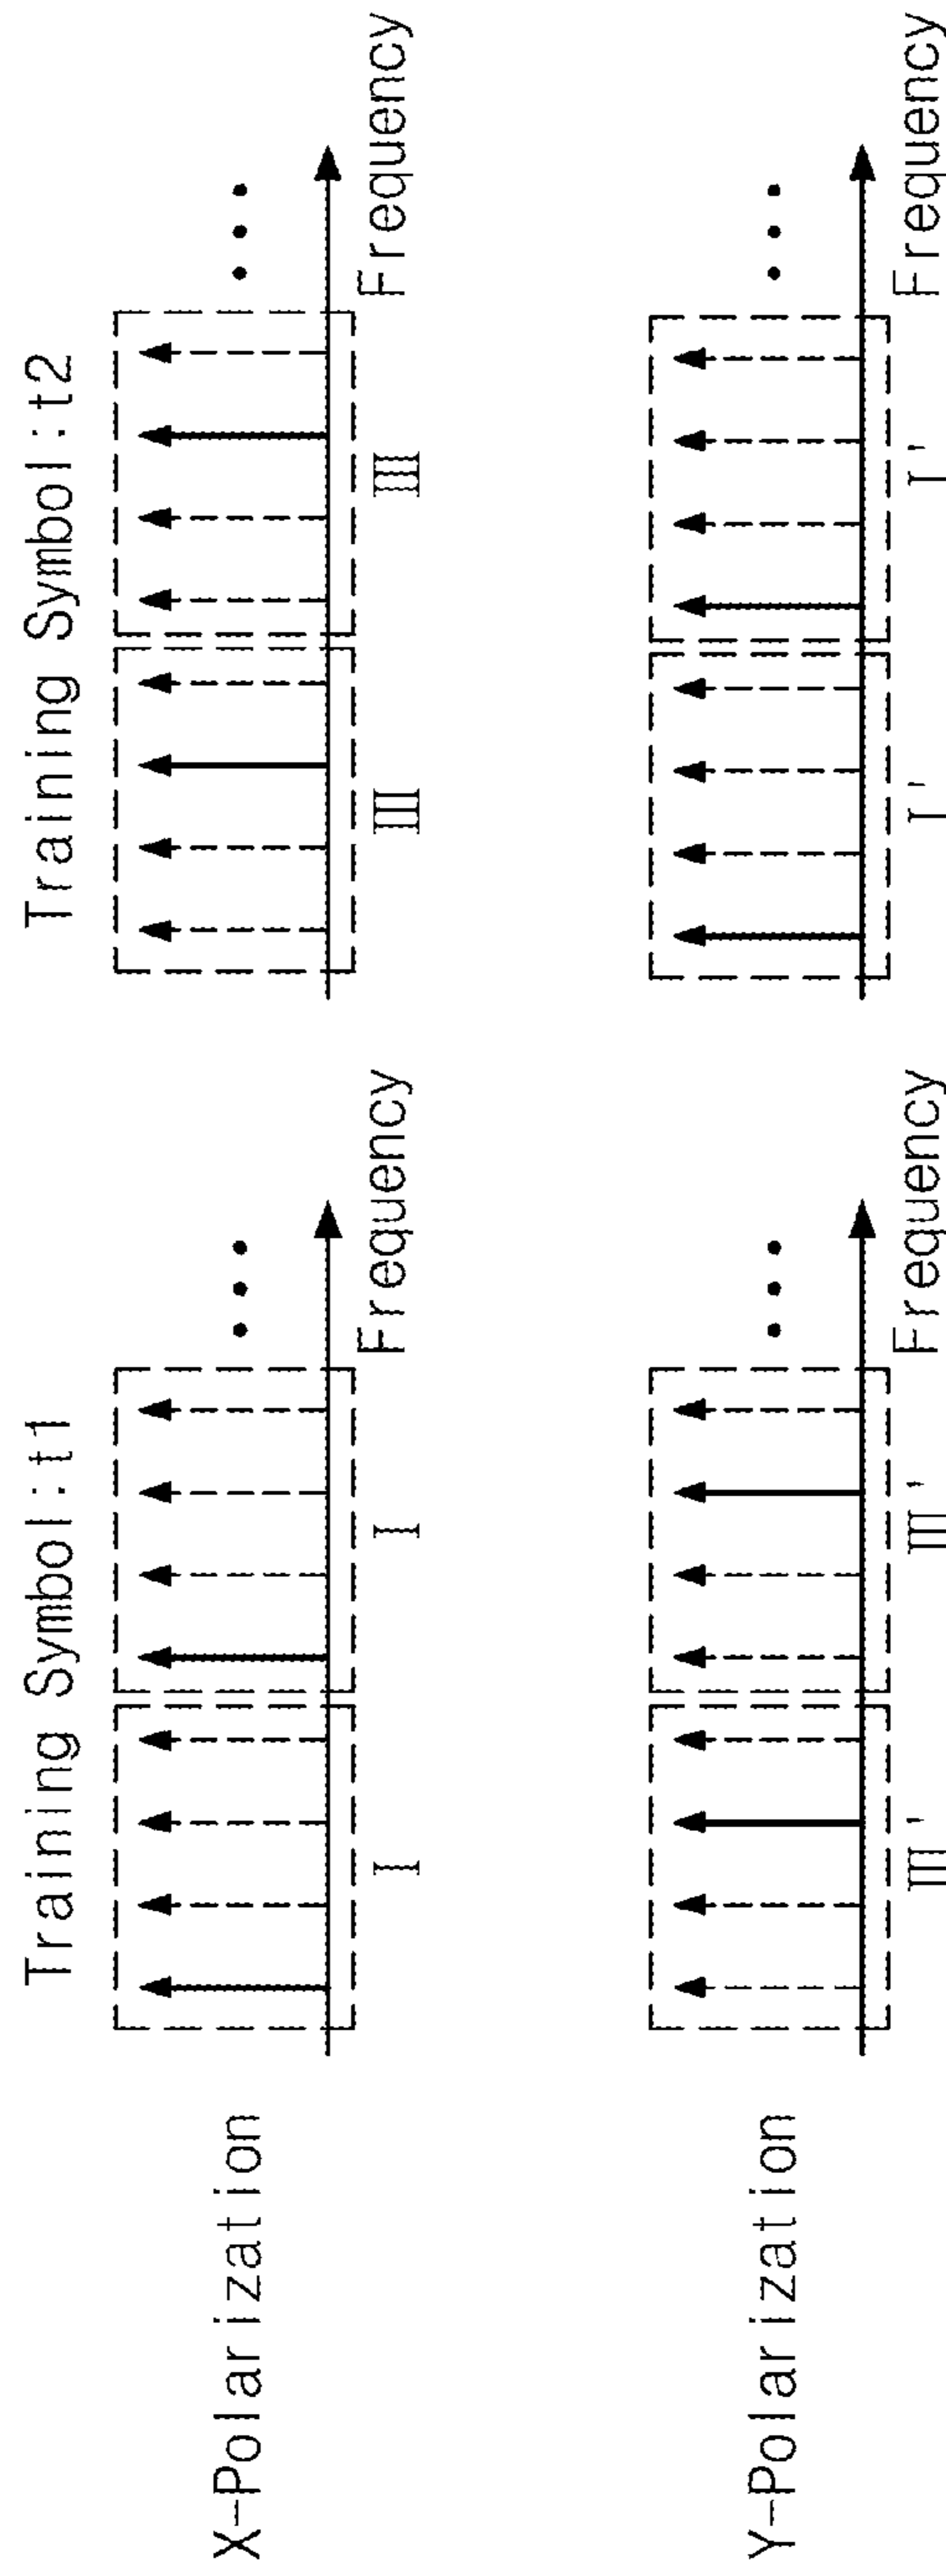 Training Symbol:t1
Training Symbol:t2
X-Polarization
I
I
Frequency
III
III
Frequency
Y-Polarization
III'
III'
Frequency
I'
I'
Frequency